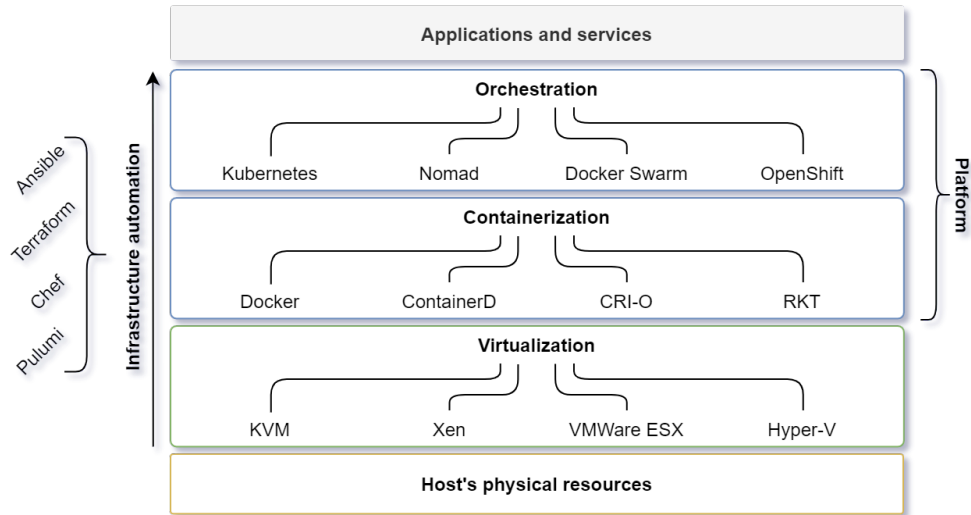 Applications and services
Orchestration
Kubernetes
Nomad
Docker Swarm
OpenShift
Containerization
Docker
ContainerD
CRI-O
RKT
Virtualization
KVM
Xen
VMWare ESX
Hyper-V
Host's physical resources
Infrastructure automation
Ansible
Terraform
Chef
Pulumi
Platform